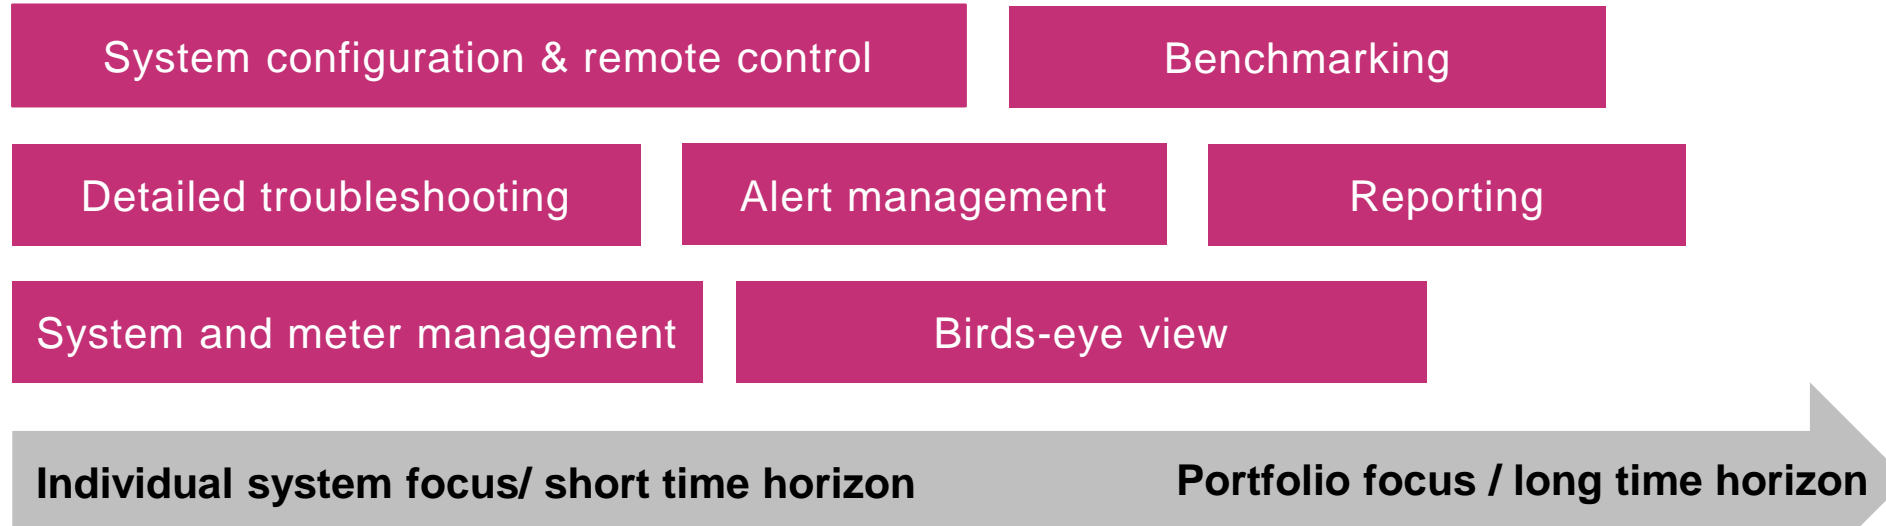 System configuration & remote control
Benchmarking
Detailed troubleshooting
Alert management
Reporting
System and meter management
Birds-eye view
Individual system focus/ short time horizon
Portfolio focus / long time horizon